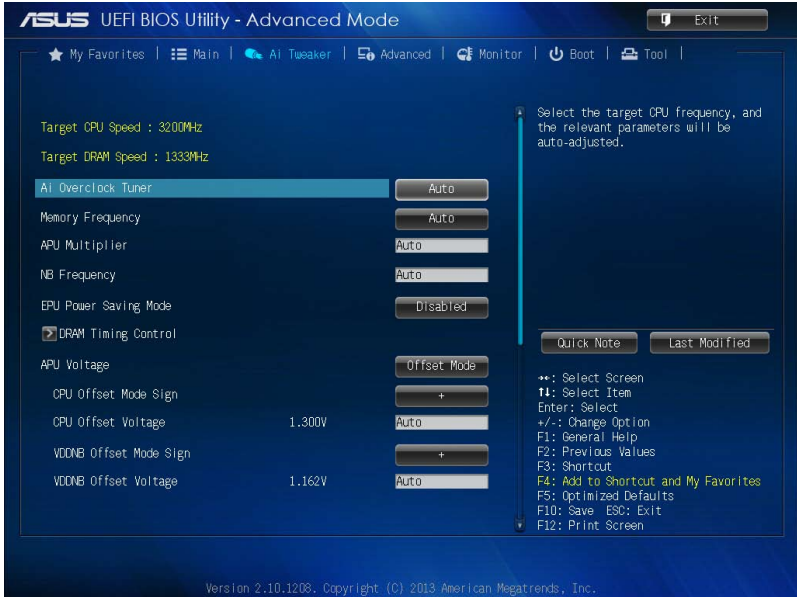 ASUS UEFI BIOS Utility - Advanced Mode
Exit
My Favorites | Main | Ai Tweaker | Advanced | Monitor | Boot | Tool |
Target CPU Speed : 3200MHz
Target DRAM Speed : 1333MHz
Ai Overclock Tuner Auto
Memory Frequency Auto
APU Multiplier Auto
NB Frequency Auto
EPU Power Saving Mode Disabled
> DRAM Timing Control
APU Voltage Offset Mode
CPU Offset Mode Sign +
CPU Offset Voltage 1.300V Auto
VDDNB Offset Mode Sign +
VDDNB Offset Voltage 1.162V Auto
Select the target CPU frequency, and
the relevant parameters will be
auto-adjusted.
Quick Note Last Modified
→←: Select Screen
↑↓: Select Item
Enter: Select
+/-: Change Option
F1: General Help
F2: Previous Values
F3: Shortcut
F4: Add to Shortcut and My Favorites
F5: Optimized Defaults
F10: Save ESC: Exit
F12: Print Screen
Version 2.10.1208. Copyright (C) 2013 American Megatrends, Inc.